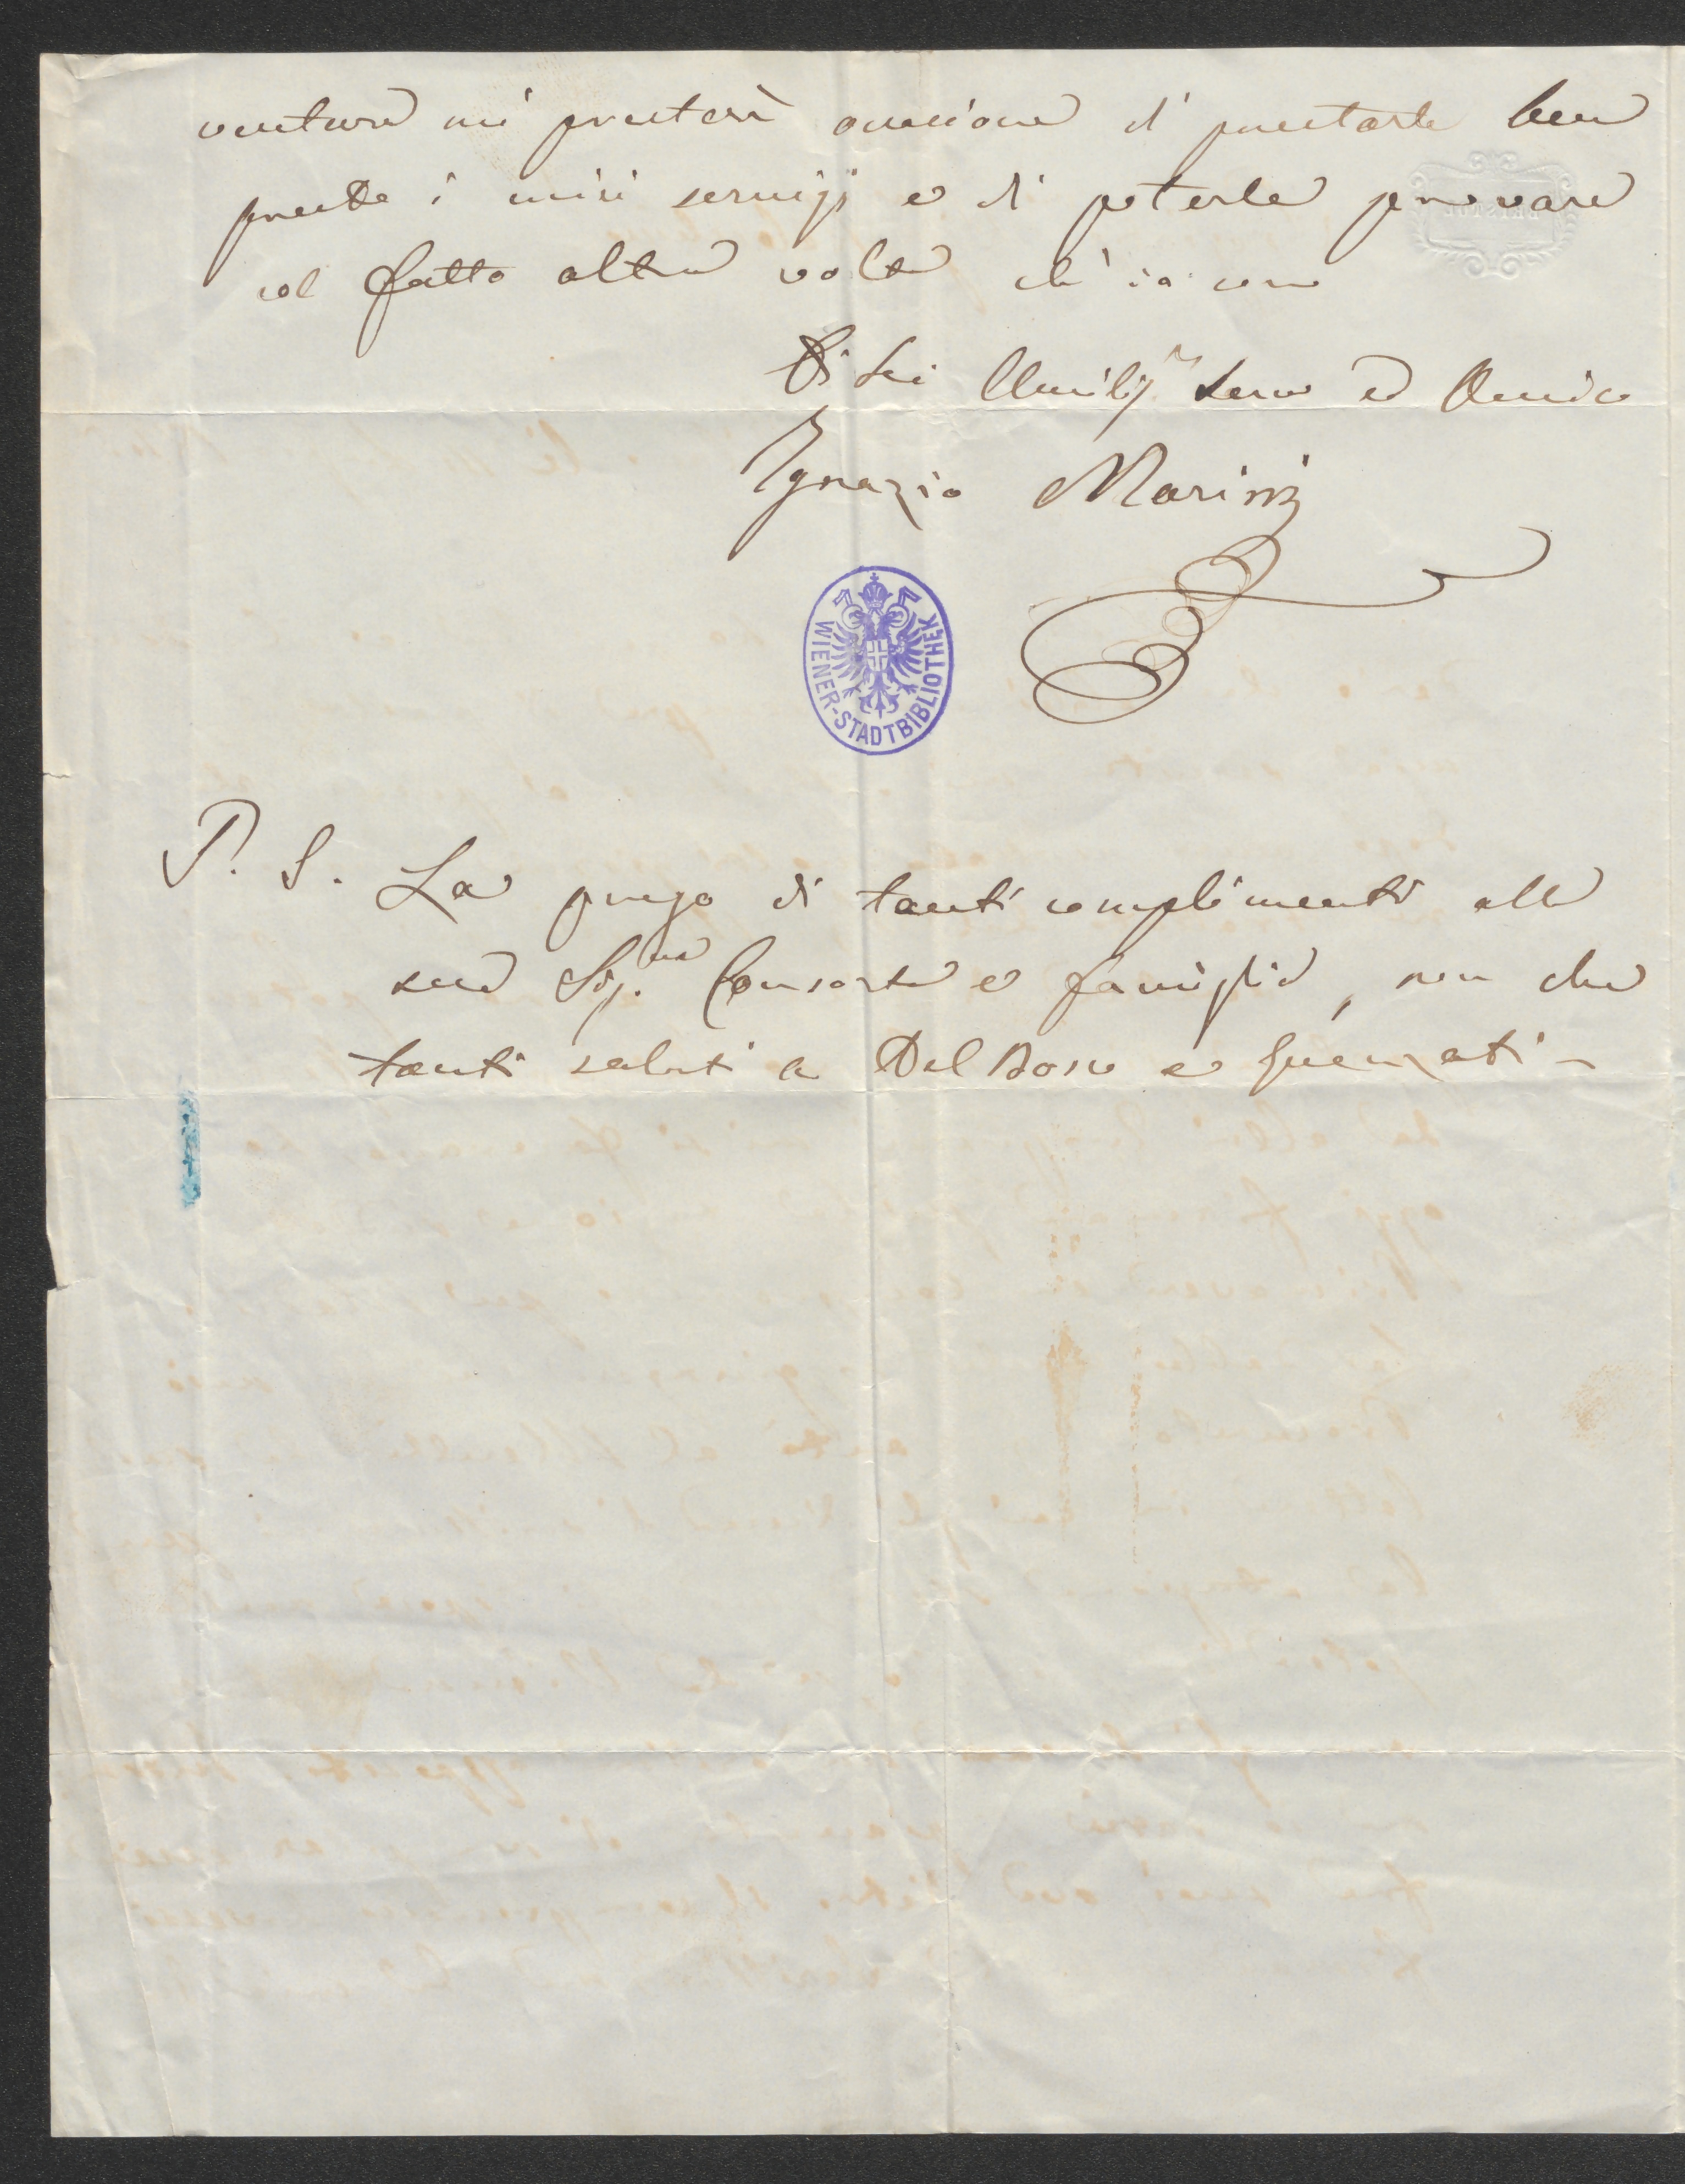 ventura mi presterà occasione di prestarle ben
presto i miei servigj e di poterle provare
col fatto altra volta ch'io sono
Di Lei Umilis.mo Servo ed Amico
Ignazio Marini
WIENER-STADTBIBLIOTHEK
P. S. La prego di tanti complimenti alla
sua Sig.ra Consorte e famiglia, non che
tanti saluti a Del Bosco e